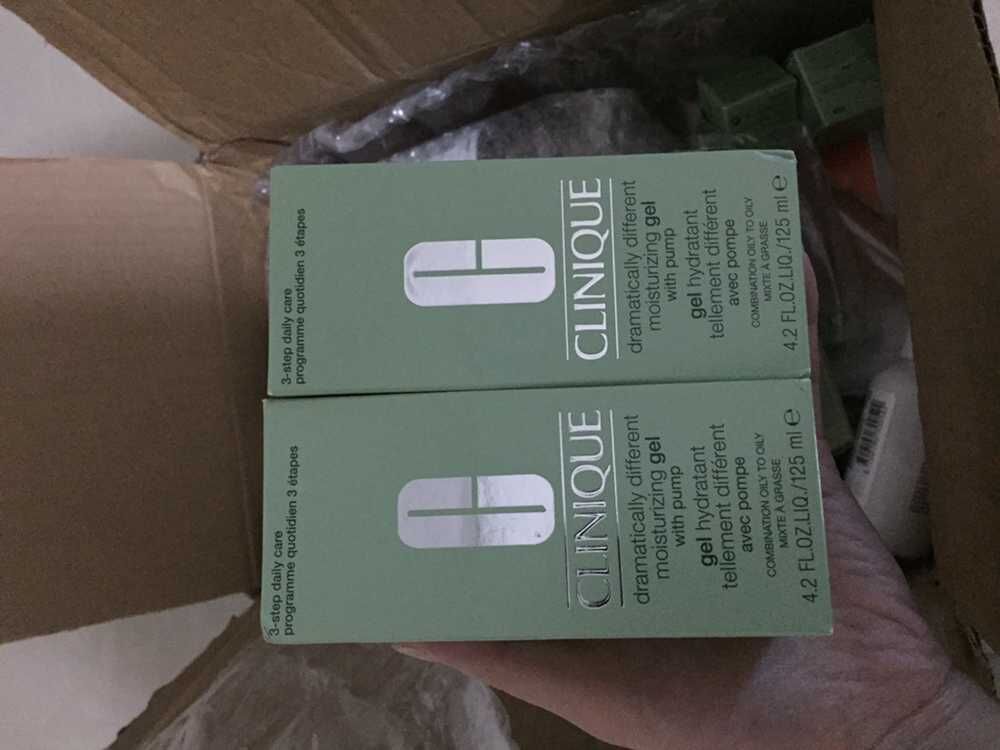 3-step daily care
programme quotidien 3 étapes
CLINIQUE
dramatically different
moisturizing gel
with pump
gel hydratant
tellement différent
avec pompe
COMBINATION OILY TO OILY
MIXTE À GRASSE
4.2 FL.OZ.LIQ./125 ml ℮
3-step daily care
programme quotidien 3 étapes
CLINIQUE
dramatically different
moisturizing gel
with pump
gel hydratant
tellement différent
avec pompe
COMBINATION OILY TO OILY
MIXTE À GRASSE
4.2 FL.OZ.LIQ./125 ml ℮